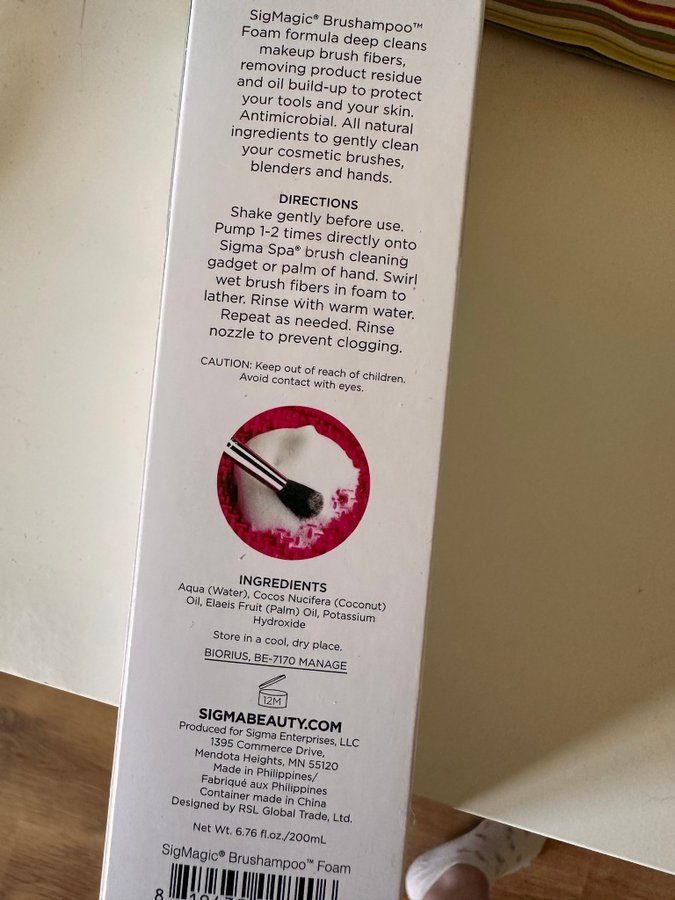 SigMagic® Brushampoo™
Foam formula deep cleans
makeup brush fibers,
removing product residue
and oil build-up to protect
your tools and your skin.
Antimicrobial. All natural
ingredients to gently clean
your cosmetic brushes,
blenders and hands.
DIRECTIONS
Shake gently before use.
Pump 1-2 times directly onto
Sigma Spa® brush cleaning
gadget or palm of hand. Swirl
wet brush fibers in foam to
lather. Rinse with warm water.
Repeat as needed. Rinse
nozzle to prevent clogging.
CAUTION: Keep out of reach of children.
Avoid contact with eyes.
INGREDIENTS
Aqua (Water), Cocos Nucifera (Coconut)
Oil, Elaeis Fruit (Palm) Oil, Potassium
Hydroxide
Store in a cool, dry place.
BIORIUS, BE-7170 MANAGE
12M
SIGMABEAUTY.COM
Produced for Sigma Enterprises, LLC
1395 Commerce Drive,
Mendota Heights, MN 55120
Made in Philippines/
Fabriqué aux Philippines
Container made in China
Designed by RSL Global Trade, Ltd.
Net Wt. 6.76 fl.oz./200mL
SigMagic® Brushampoo™ Foam
8